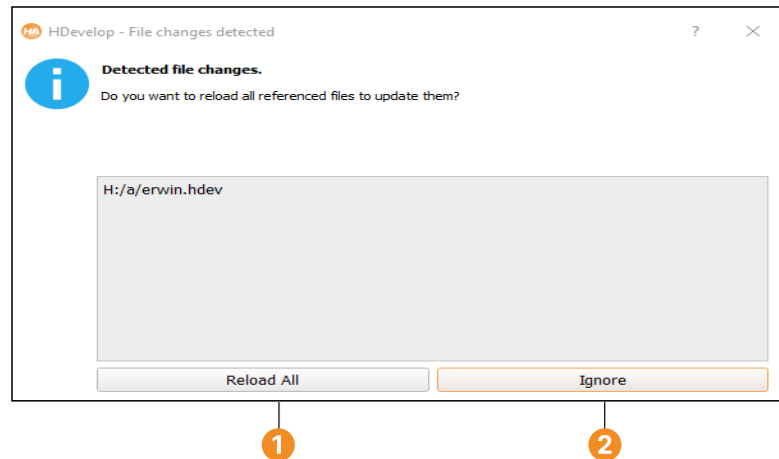 HDevelop - File changes detected
?
Detected file changes.
Do you want to reload all referenced files to update them?
H:/a/erwin.hdev
Reload All
Ignore
1
2